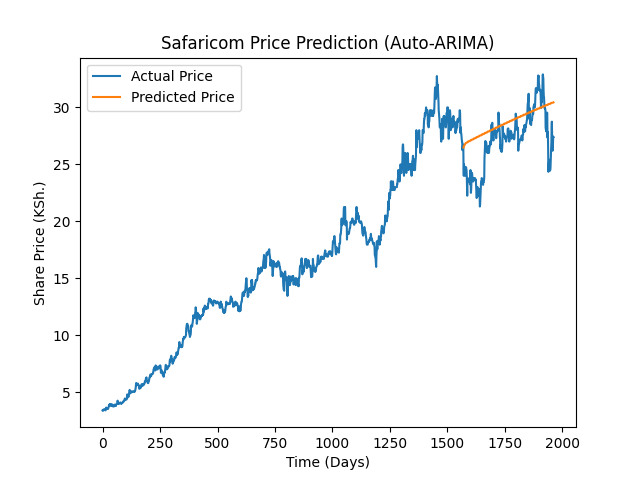 Safaricom Price Prediction (Auto-ARIMA)
Actual Price
Predicted Price
Share Price (KSh.)
30
25
20
15
10
5
0 250 500 750 1000 1250 1500 1750 2000
Time (Days)